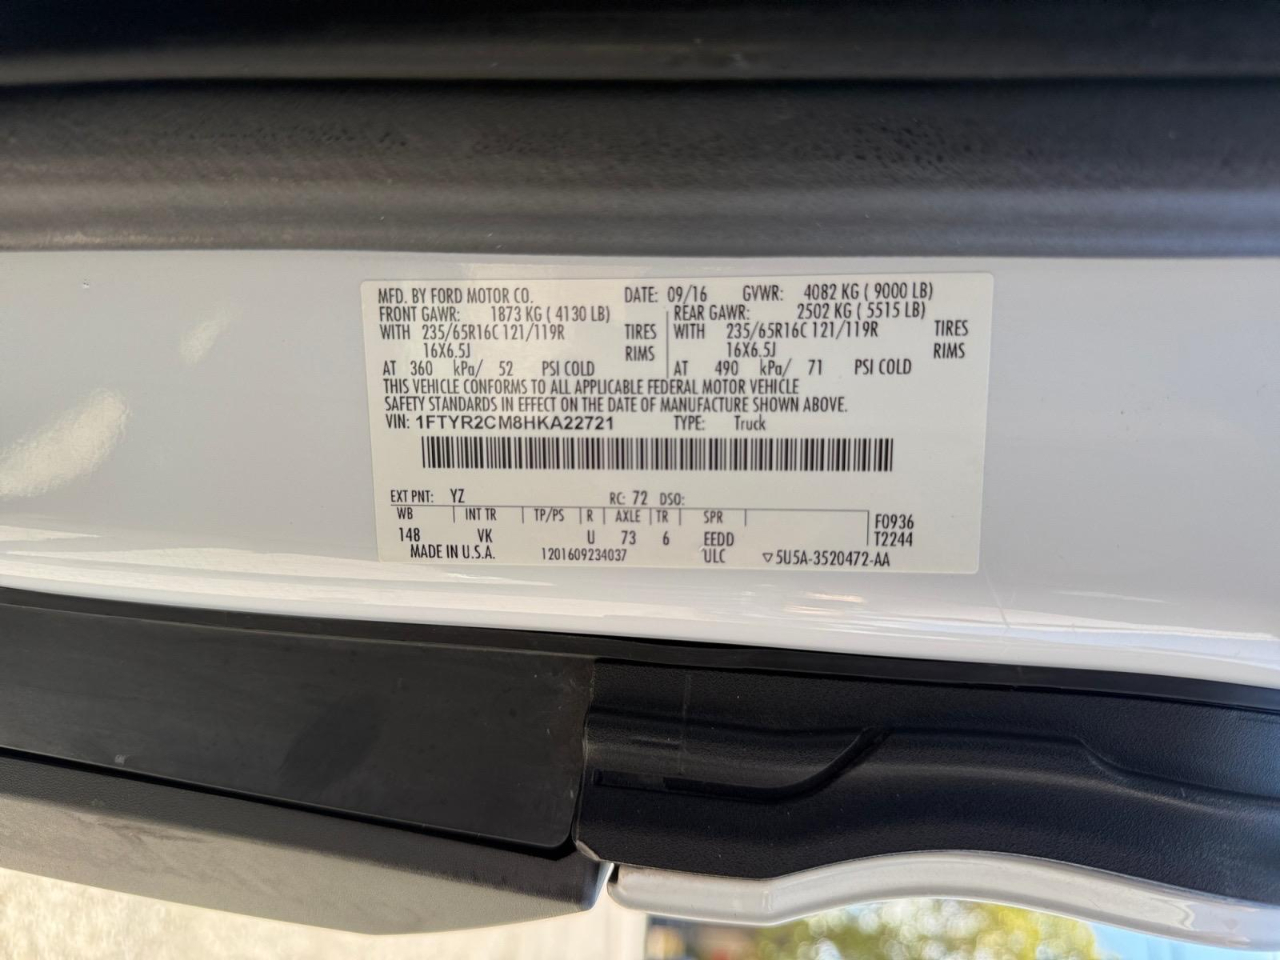 MFD. BY FORD MOTOR CO. DATE: 09/16 GVWR: 4082 KG ( 9000 LB)
FRONT GAWR: 1873 KG ( 4130 LB) REAR GAWR: 2502 KG ( 5515 LB)
WITH 235/65R16C 121/119R TIRES WITH 235/65R16C 121/119R TIRES
16X6.5J RIMS 16X6.5J RIMS
AT 360 kPa/ 52 PSI COLD AT 490 kPa/ 71 PSI COLD
THIS VEHICLE CONFORMS TO ALL APPLICABLE FEDERAL MOTOR VEHICLE
SAFETY STANDARDS IN EFFECT ON THE DATE OF MANUFACTURE SHOWN ABOVE.
VIN: 1FTYR2CM8HKA22721 TYPE: Truck
EXT PNT: YZ RC: 72 DSO:
WB INT TR TP/PS R AXLE TR SPR F0936
148 VK U 73 6 EEDD T2244
MADE IN U.S.A. 1201609234037 ULC ▽5U5A-3520472-AA